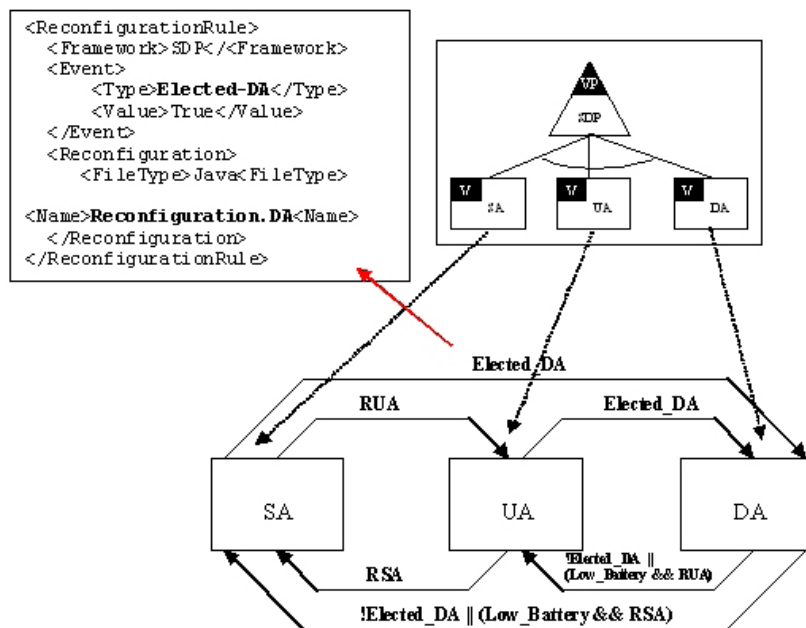 <ReconfigurationRule>
<Framework>SDP</<Framework>
<Event>
<Type>Elected-DA</Type>
<Value>True</Value>
</Event>
<Reconfiguration>
<FileType>Java<FileType>
<Name>Reconfiguration.DA<Name>
</Reconfiguration>
</ReconfigurationRule>
VP
SDP
V
SA
V
UA
V
DA
Elected_DA
RUA
Elected_DA
SA
UA
DA
RSA
!Elected_DA ||
(Low_Battery && RUA)
!Elected_DA || (Low_Battery && RSA)